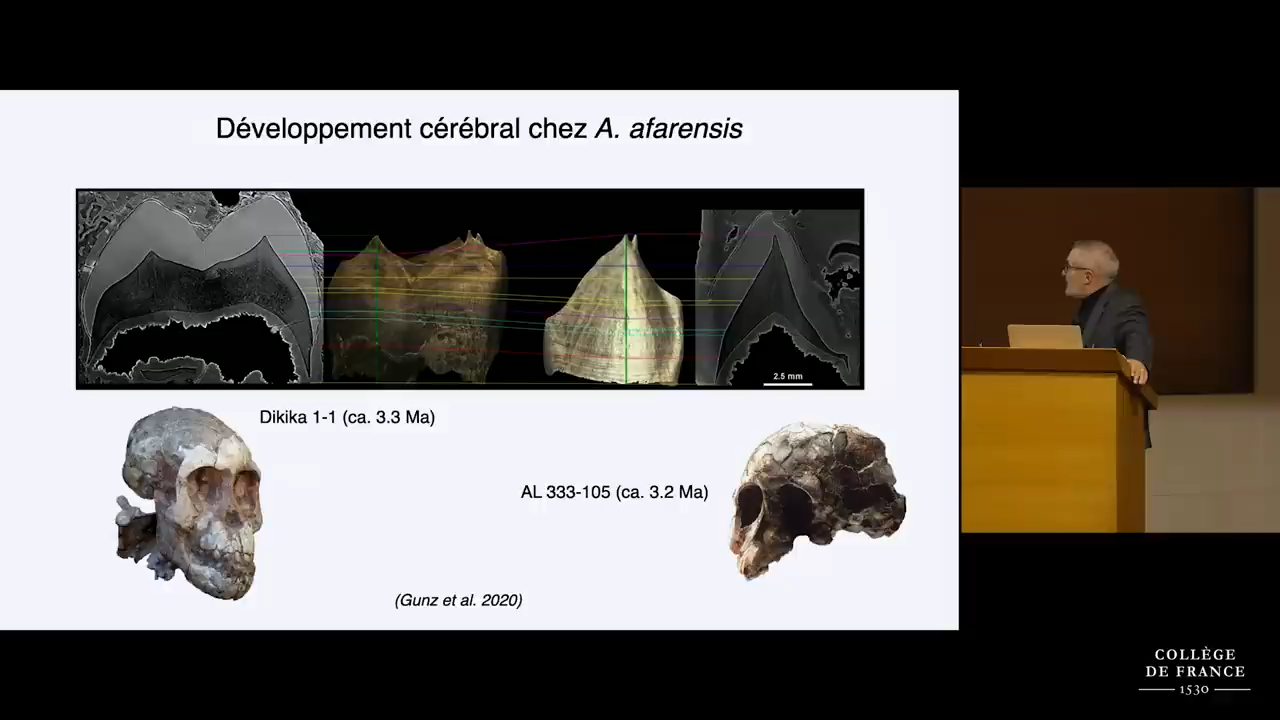 Développement cérébral chez A. afarensis
2.5 mm
Dikika 1-1 (ca. 3.3 Ma)
AL 333-105 (ca. 3.2 Ma)
(Gunz et al. 2020)
COLLÈGE
DE FRANCE
1530